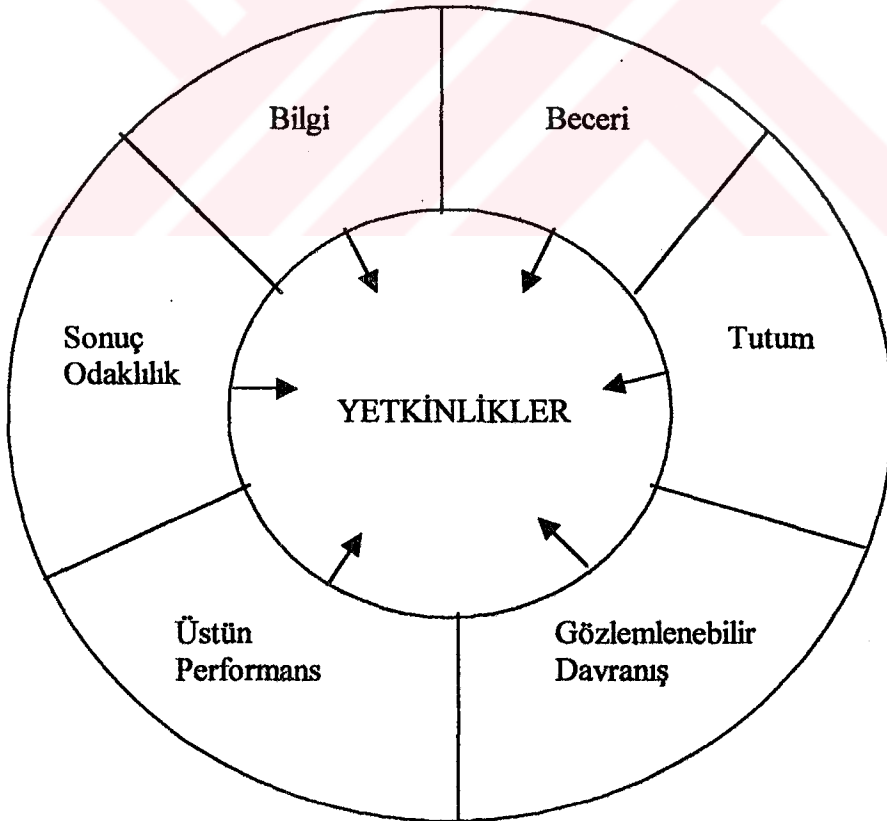 Bilgi
Beceri
Sonuç
Odaklılık
Tutum
YETKİNLİKLER
Üstün
Performans
Gözlemlenebilir
Davranış